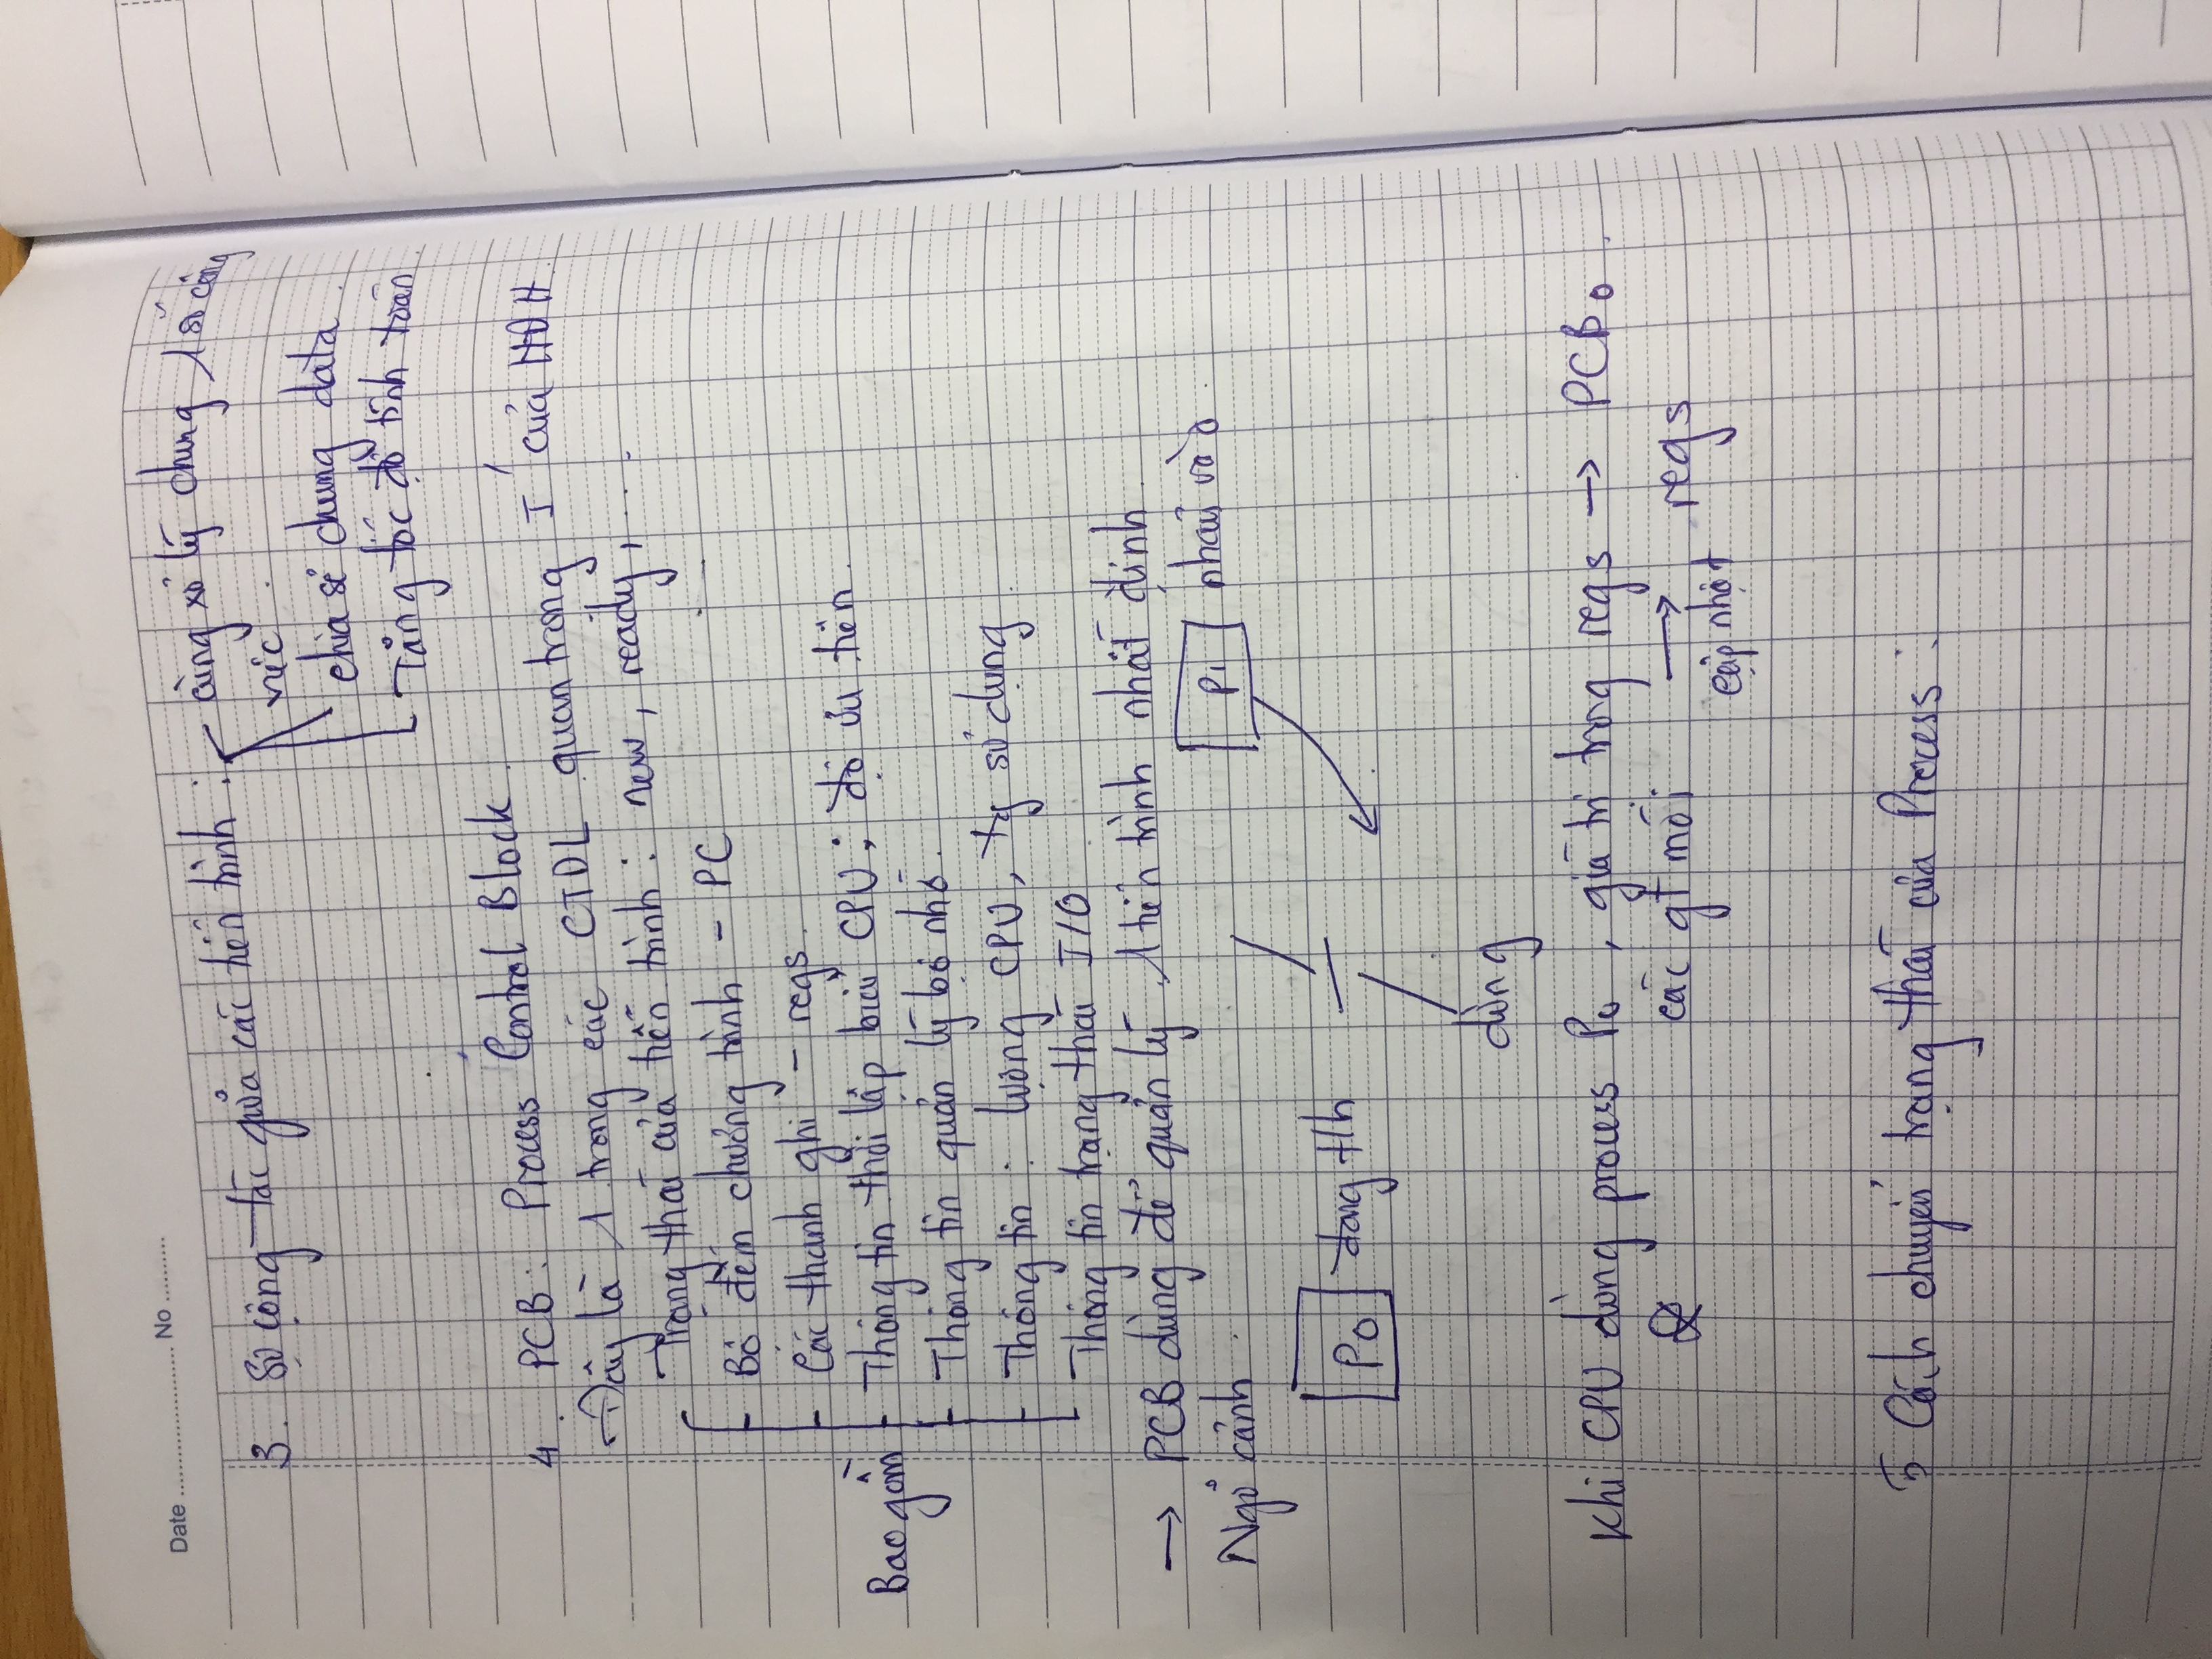 Date ........................ No ..........
3. Sự cộng tác giữa các tiến trình : cùng xử lý chung 1 số công
việc.
chia sẻ chung data.
Tăng tốc độ tính toán.
4. PCB : Process Control Block.
- Đây là 1 trong các CTDL quan trọng I' của HĐH.
Trạng thái của tiến trình : new, ready, ....
- Bộ đếm chương trình - PC
- Các thanh ghi - regs.
Bao gồm - Thông tin thời lập biểu CPU ; độ ưu tiên.
- Thông tin quản lý bộ nhớ.
- Thông tin : lượng CPU, tg sử dụng
Thông tin trạng thái I/O
→ PCB dùng để quản lý 1 tiến trình nhất định.
Ngữ cảnh.
P1 nhảy vào.
P0 đang t/h
dừng
Khi CPU dừng process P0, giá trị trong regs → PCB0.
& các gt mới → regs
cập nhật
5 Cách chuyển trạng thái của Process :